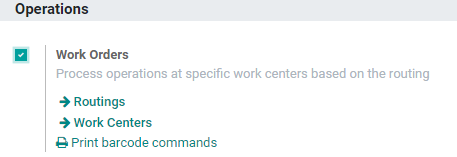 Operations
Work Orders
Process operations at specific work centers based on the routing
Routings
Work Centers
Print barcode commands